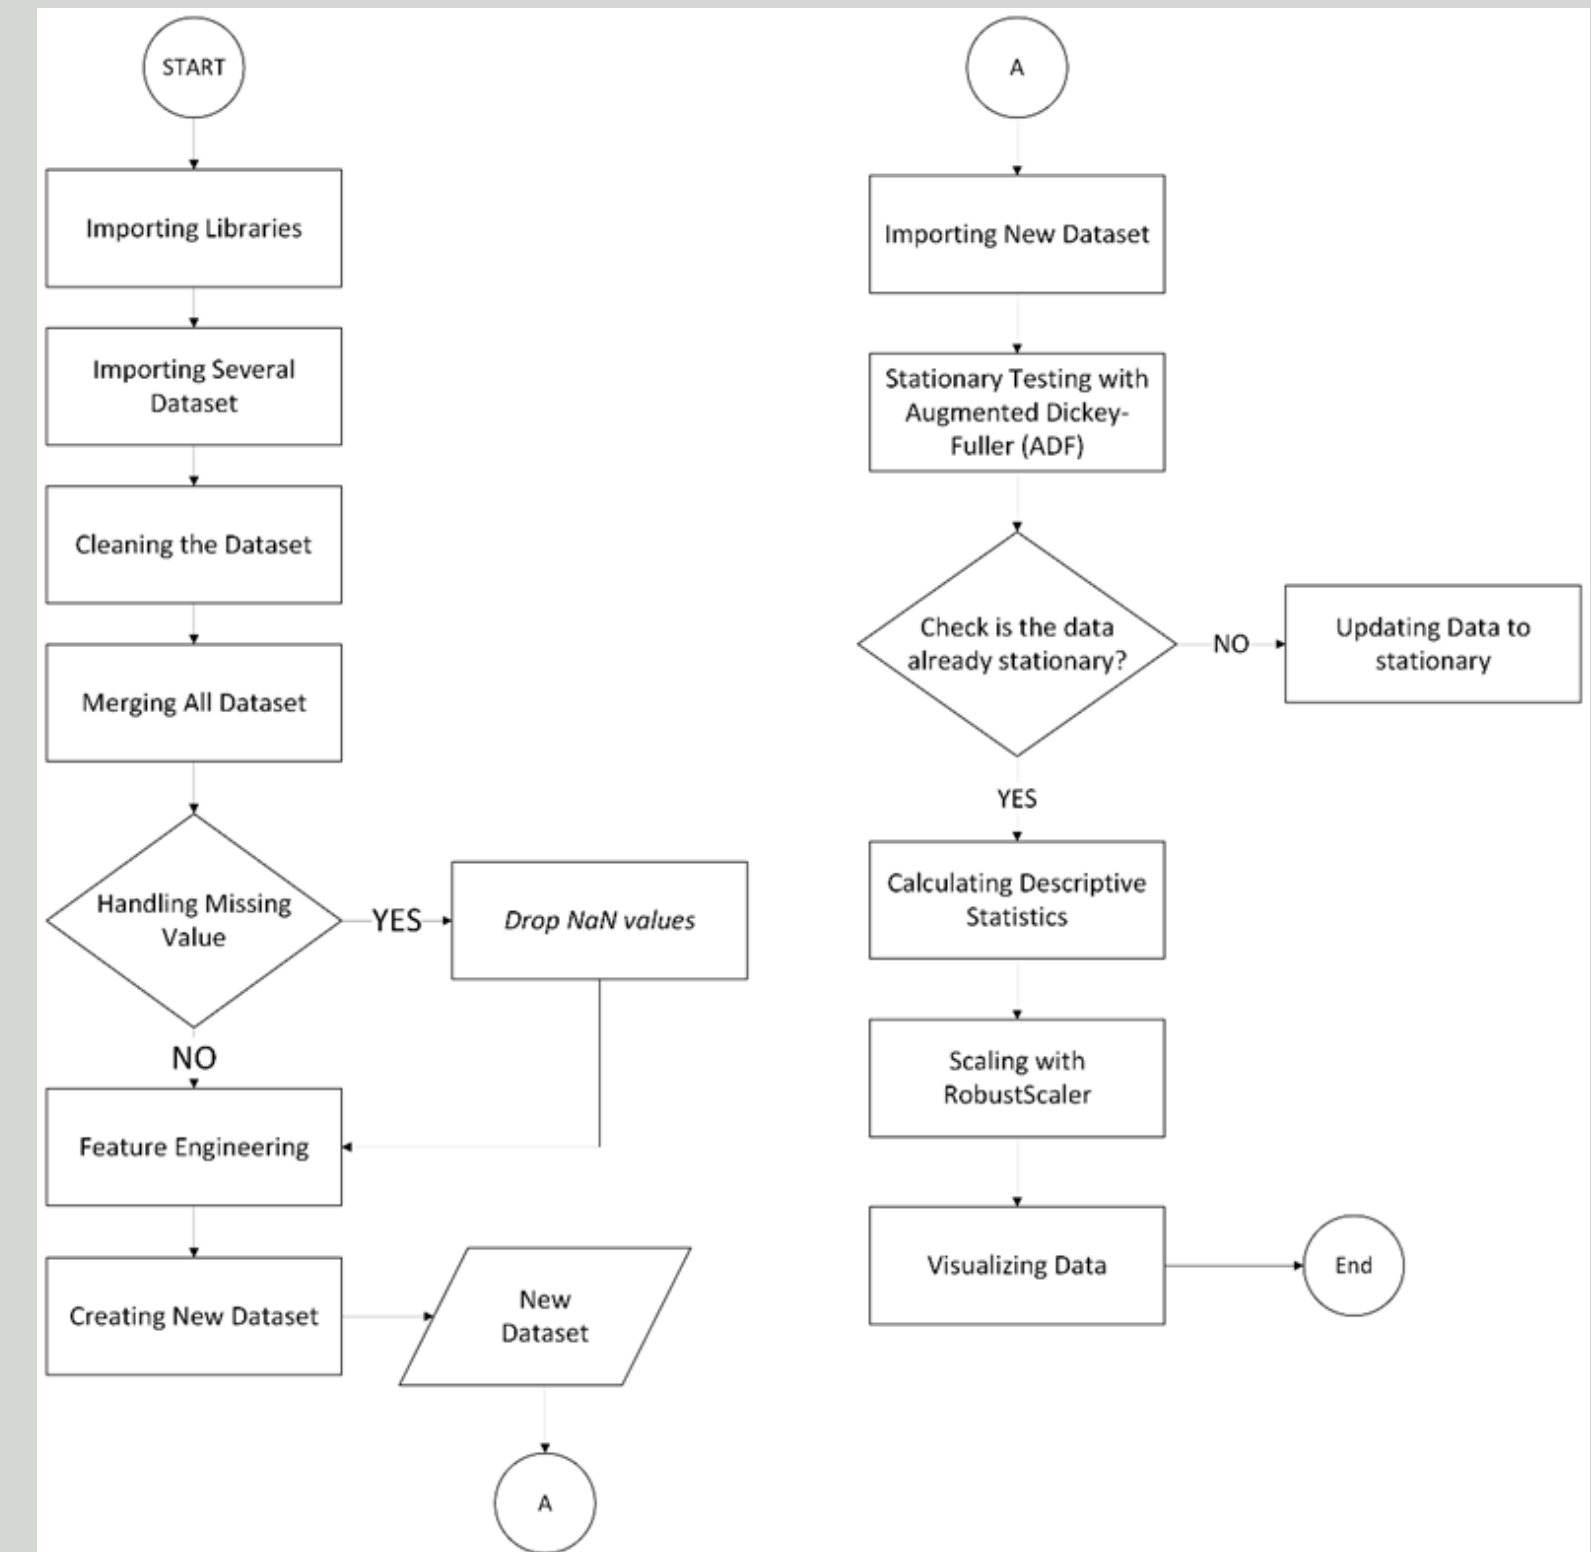 START
Importing Libraries
Importing Several
Dataset
Cleaning the Dataset
Merging All Dataset
Handling Missing
Value
YES
Drop NaN values
NO
Feature Engineering
Creating New Dataset
New
Dataset
A
A
Importing New Dataset
Stationary Testing with
Augmented Dickey-
Fuller (ADF)
Check is the data
already stationary?
NO
Updating Data to
stationary
YES
Calculating Descriptive
Statistics
Scaling with
RobustScaler
Visualizing Data
End